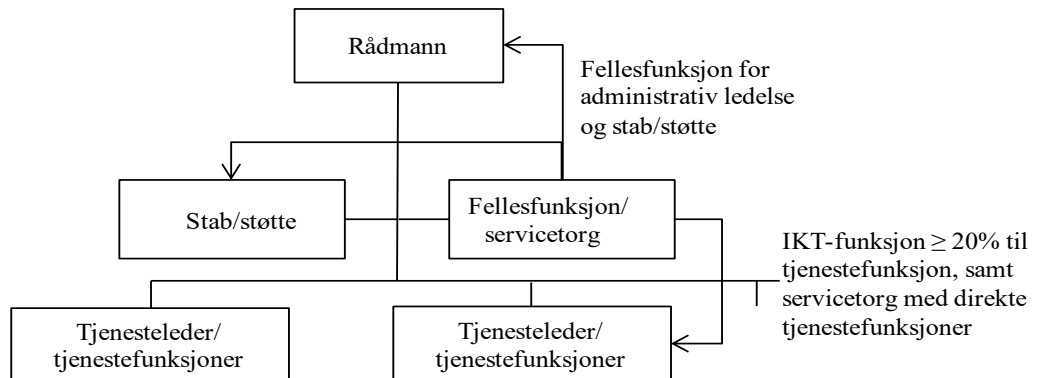 Rådmann
Fellesfunksjon for
administrativ ledelse
og stab/støtte
Stab/støtte
Fellesfunksjon/
servicetorg
IKT-funksjon ≥ 20% til
tjenestefunksjon, samt
servicetorg med direkte
tjenestefunksjoner
Tjenesteleder/
tjenestefunksjoner
Tjenesteleder/
tjenestefunksjoner